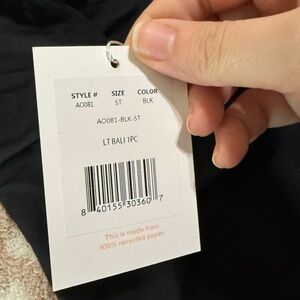 STYLE # SIZE COLOR
AO081 ST BLK
AO081-BLK-ST
LT BALI 1PC
8 40155 30360 7
This is made from
100% recycled paper.